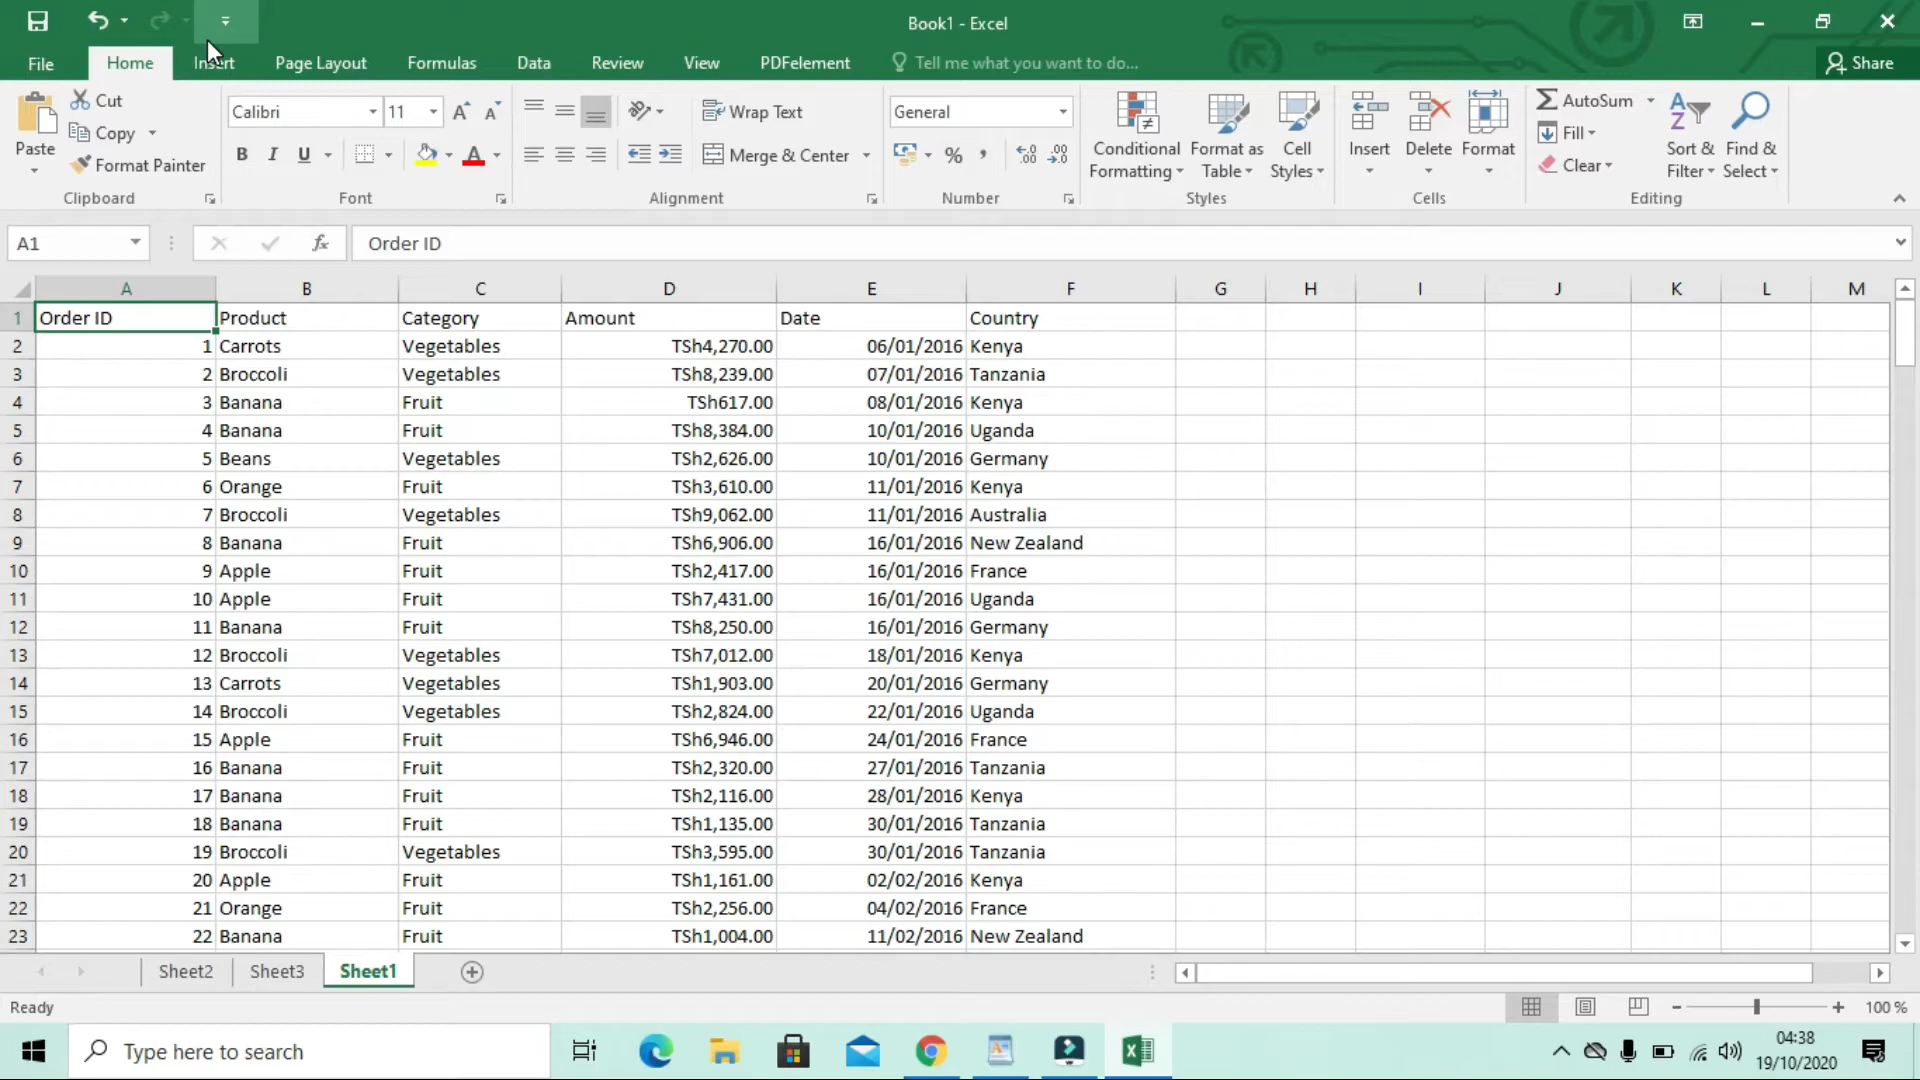 Book1 - Excel
File Home Insert Page Layout Formulas Data Review View PDFelement Tell me what you want to do... Share
Paste
Cut
Copy
Format Painter
Clipboard
Calibri 11
B I U A
Font
Wrap Text
Merge & Center
Alignment
General
%
Number
Conditional Formatting
Format as Table
Cell Styles
Styles
Insert Delete Format
Cells
AutoSum
Fill
Clear
Sort & Filter
Find & Select
Editing
A1 fx Order ID
A B C D E F G H I J K L M
1 Order ID Product Category Amount Date Country
2 1 Carrots Vegetables TSh4,270.00 06/01/2016 Kenya
3 2 Broccoli Vegetables TSh8,239.00 07/01/2016 Tanzania
4 3 Banana Fruit TSh617.00 08/01/2016 Kenya
5 4 Banana Fruit TSh8,384.00 10/01/2016 Uganda
6 5 Beans Vegetables TSh2,626.00 10/01/2016 Germany
7 6 Orange Fruit TSh3,610.00 11/01/2016 Kenya
8 7 Broccoli Vegetables TSh9,062.00 11/01/2016 Australia
9 8 Banana Fruit TSh6,906.00 16/01/2016 New Zealand
10 9 Apple Fruit TSh2,417.00 16/01/2016 France
11 10 Apple Fruit TSh7,431.00 16/01/2016 Uganda
12 11 Banana Fruit TSh8,250.00 16/01/2016 Germany
13 12 Broccoli Vegetables TSh7,012.00 18/01/2016 Kenya
14 13 Carrots Vegetables TSh1,903.00 20/01/2016 Germany
15 14 Broccoli Vegetables TSh2,824.00 22/01/2016 Uganda
16 15 Apple Fruit TSh6,946.00 24/01/2016 France
17 16 Banana Fruit TSh2,320.00 27/01/2016 Tanzania
18 17 Banana Fruit TSh2,116.00 28/01/2016 Kenya
19 18 Banana Fruit TSh1,135.00 30/01/2016 Tanzania
20 19 Broccoli Vegetables TSh3,595.00 30/01/2016 Tanzania
21 20 Apple Fruit TSh1,161.00 02/02/2016 Kenya
22 21 Orange Fruit TSh2,256.00 04/02/2016 France
23 22 Banana Fruit TSh1,004.00 11/02/2016 New Zealand
Sheet2 Sheet3 Sheet1
Ready 100 %
Type here to search
04:38
19/10/2020